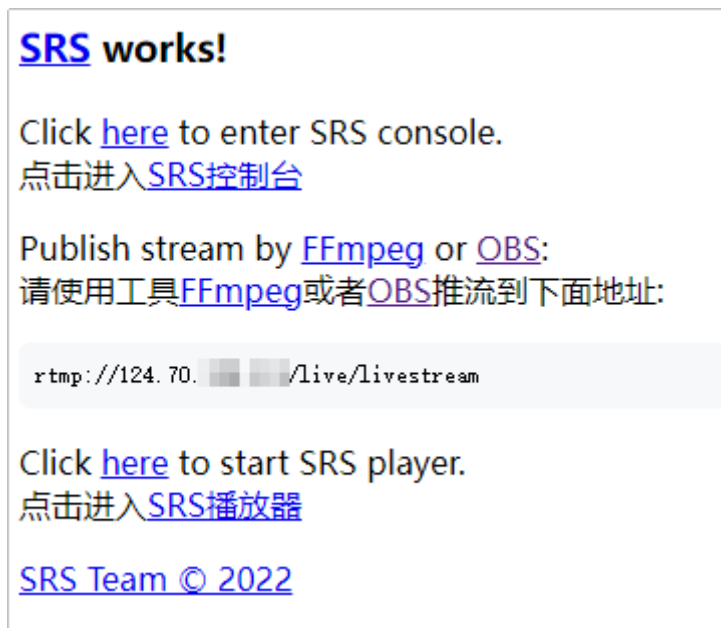 SRS works!
Click here to enter SRS console.
点击进入SRS控制台
Publish stream by FFmpeg or OBS:
请使用工具FFmpeg或者OBS推流到下面地址:
rtmp://124.70. /live/livestream
Click here to start SRS player.
点击进入SRS播放器
SRS Team © 2022